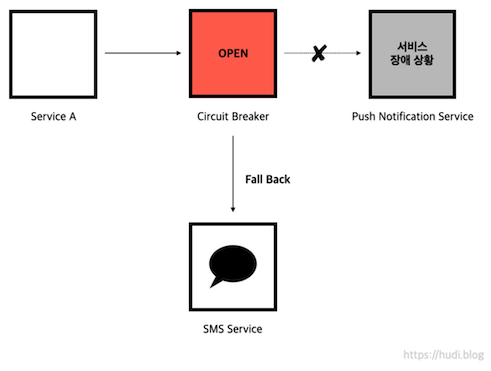 OPEN
서비스
장애 상황
Service A
Circuit Breaker
Push Notification Service
Fall Back
SMS Service
https://hudi.blog